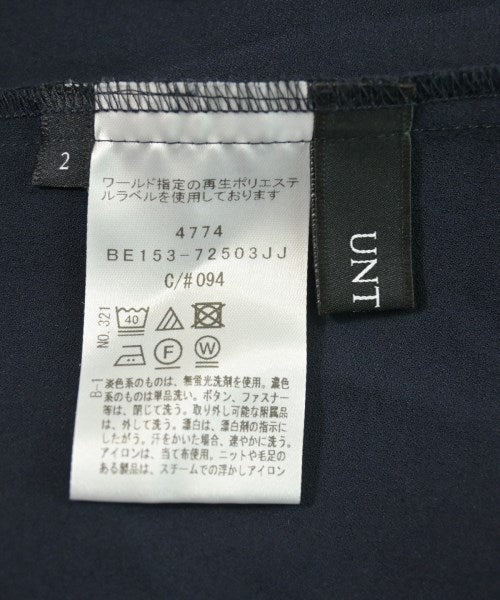 2
ワールド指定の再生ポリエステ
ルラベルを使用しております
4774
BE153-72503JJ
C/#094
NO.321
40
F
W
B-1
淡色系のものは、無蛍光洗剤を使用。濃色
系のものは単品洗い。ボタン、ファスナー
等は、閉じて洗う。取り外し可能な附属品
は、外して洗う。漂白は、漂白剤の指示に
したがう。汗をかいた場合、速やかに洗う。
アイロンは、当て布使用。ニットや毛足の
ある製品は、スチームでの浮かしアイロン
UNT